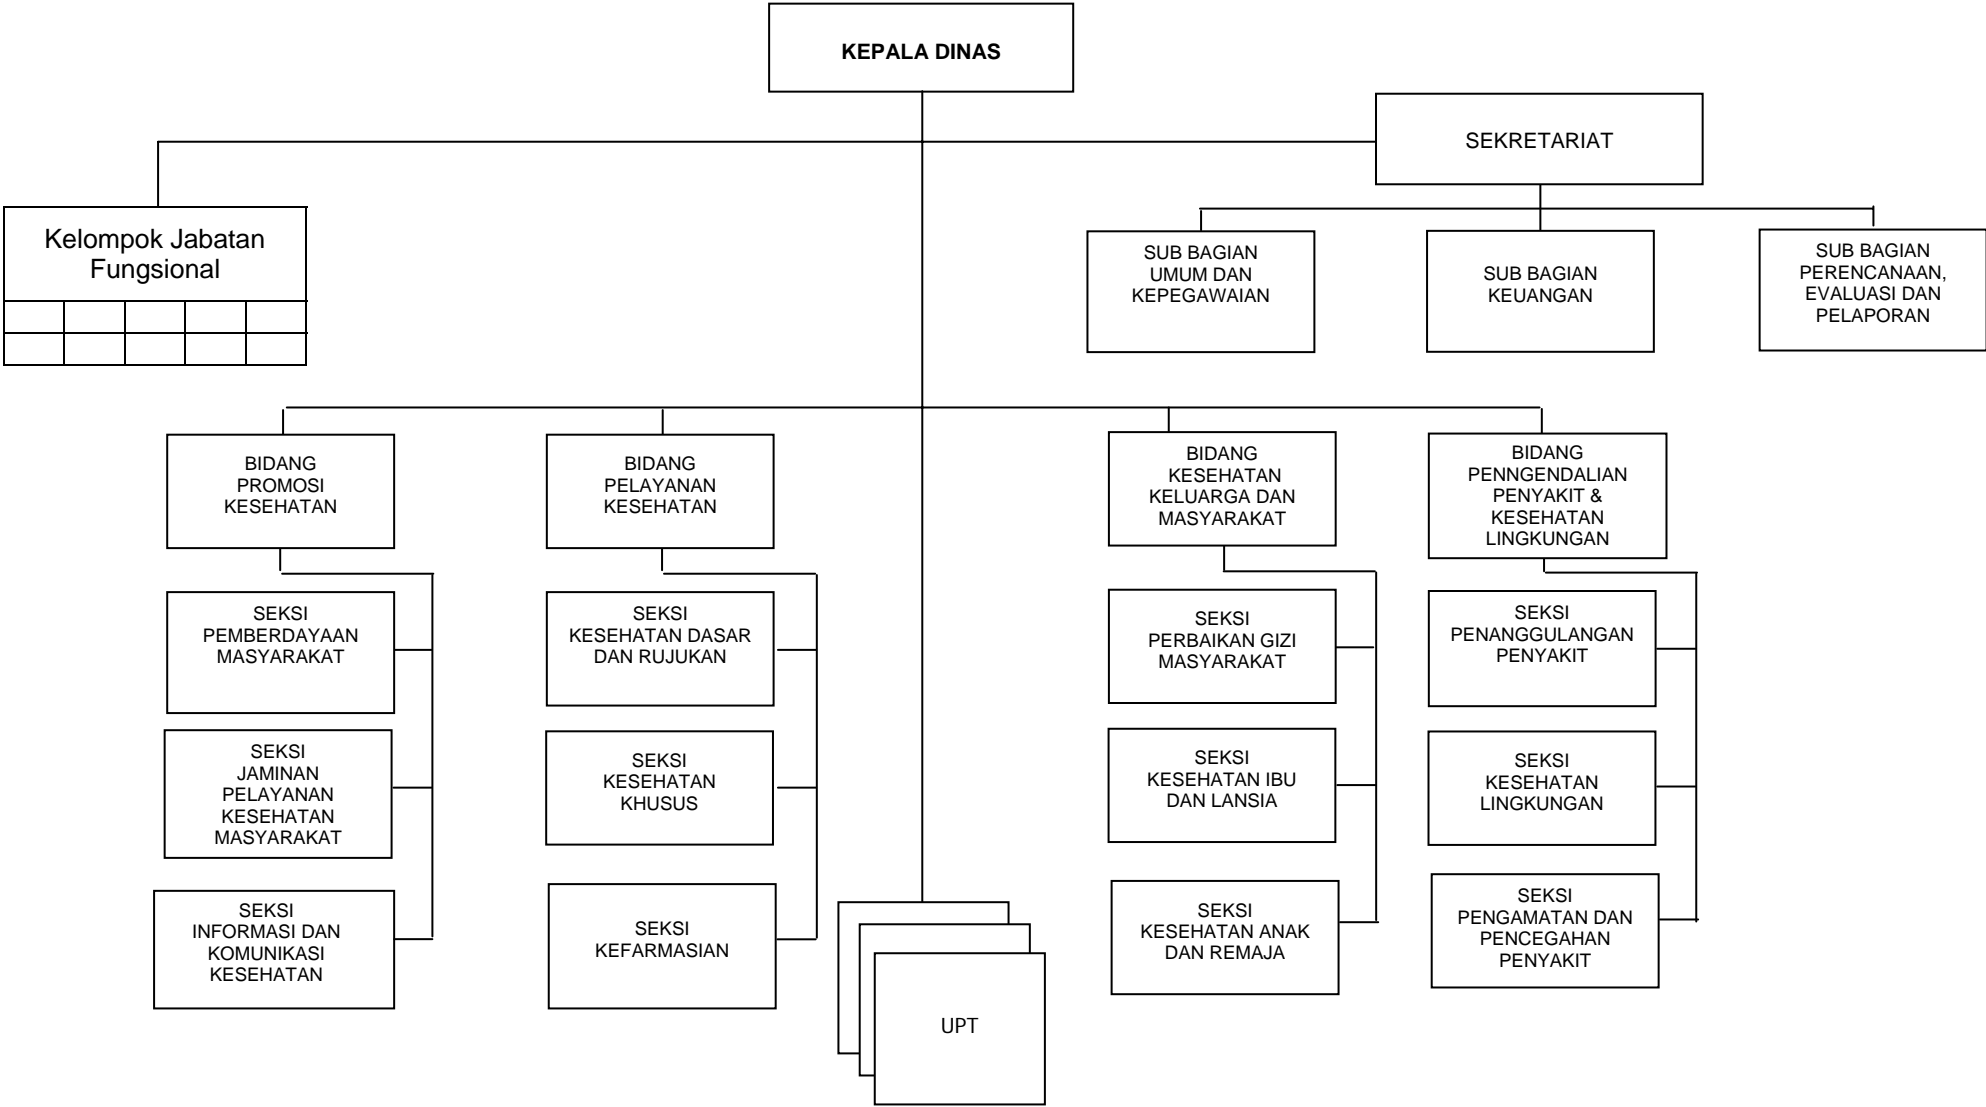 KEPALA DINAS
SEKRETARIAT
Kelompok Jabatan
Fungsional
SUB BAGIAN
UMUM DAN
KEPEGAWAIAN
SUB BAGIAN
KEUANGAN
SUB BAGIAN
PERENCANAAN,
EVALUASI DAN
PELAPORAN
BIDANG
PROMOSI
KESEHATAN
BIDANG
PELAYANAN
KESEHATAN
BIDANG
KESEHATAN
KELUARGA DAN
MASYARAKAT
BIDANG
PENNGENDALIAN
PENYAKIT &
KESEHATAN
LINGKUNGAN
SEKSI
PEMBERDAYAAN
MASYARAKAT
SEKSI
KESEHATAN DASAR
DAN RUJUKAN
SEKSI
PERBAIKAN GIZI
MASYARAKAT
SEKSI
PENANGGULANGAN
PENYAKIT
SEKSI
JAMINAN
PELAYANAN
KESEHATAN
MASYARAKAT
SEKSI
KESEHATAN
KHUSUS
SEKSI
KESEHATAN IBU
DAN LANSIA
SEKSI
KESEHATAN
LINGKUNGAN
SEKSI
INFORMASI DAN
KOMUNIKASI
KESEHATAN
SEKSI
KEFARMASIAN
SEKSI
KESEHATAN ANAK
DAN REMAJA
SEKSI
PENGAMATAN DAN
PENCEGAHAN
PENYAKIT
UPT